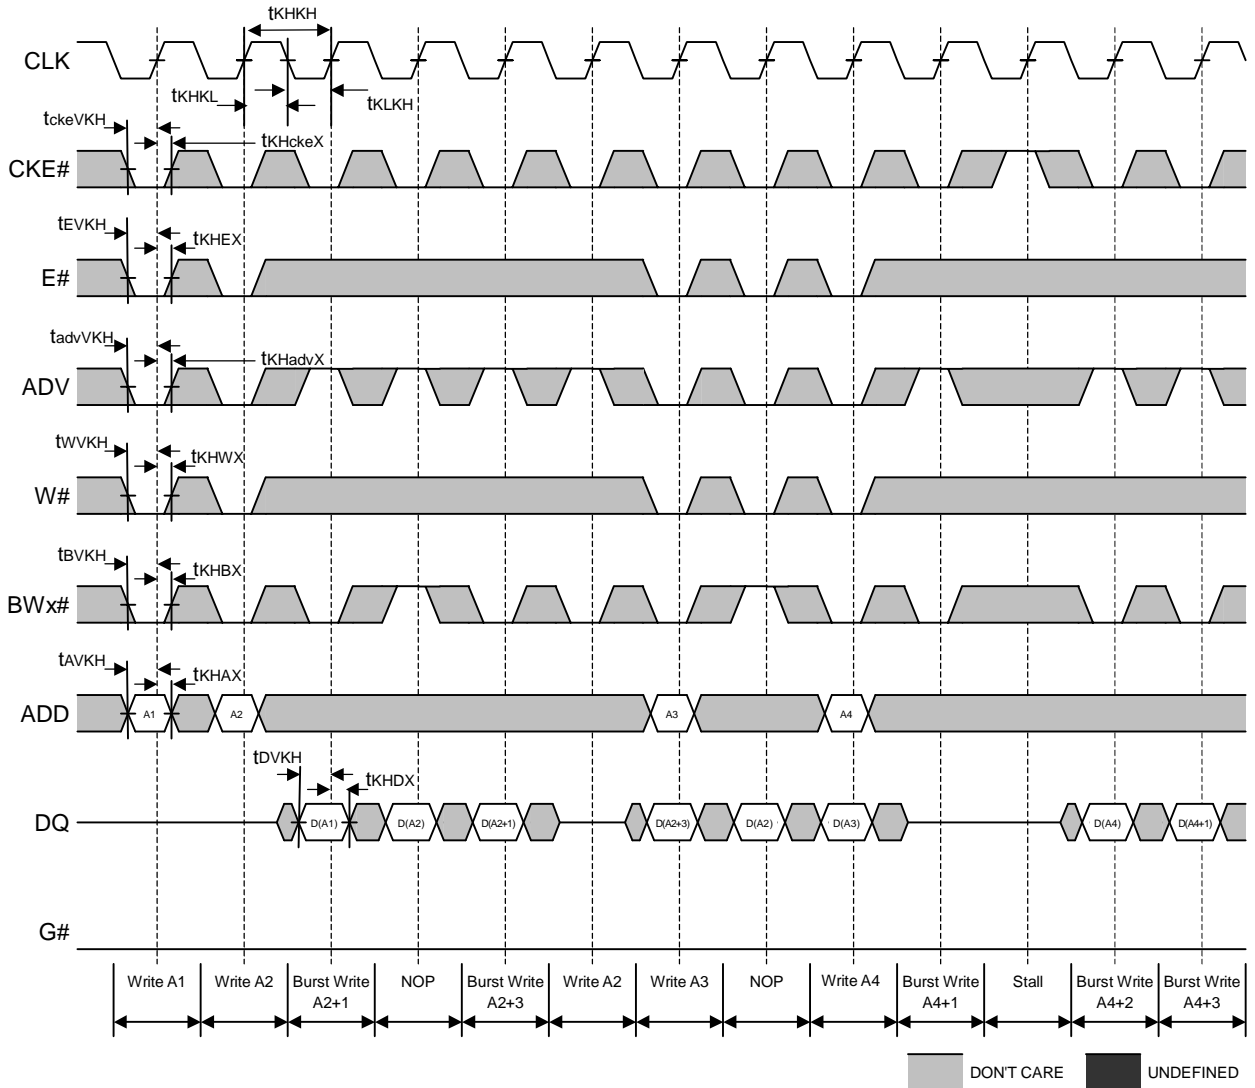 tKHKH
CLK
tKHKL
tKLKH
tckeVKH
tKHckeX
CKE#
tEVKH
tKHEX
E#
tadvVKH
tKHadvX
ADV
tWVKH
tKHWX
W#
tBVKH
tKHBX
BWx#
tAVKH
tKHAX
ADD
A1
A2
A3
A4
tDVKH
tKHDX
DQ
D(A1)
D(A2)
D(A2+1)
D(A2+3)
D(A2)
D(A3)
D(A4)
D(A4+1)
G#
Write A1
Write A2
Burst Write
A2+1
NOP
Burst Write
A2+3
Write A2
Write A3
NOP
Write A4
Burst Write
A4+1
Stall
Burst Write
A4+2
Burst Write
A4+3
DON'T CARE
UNDEFINED